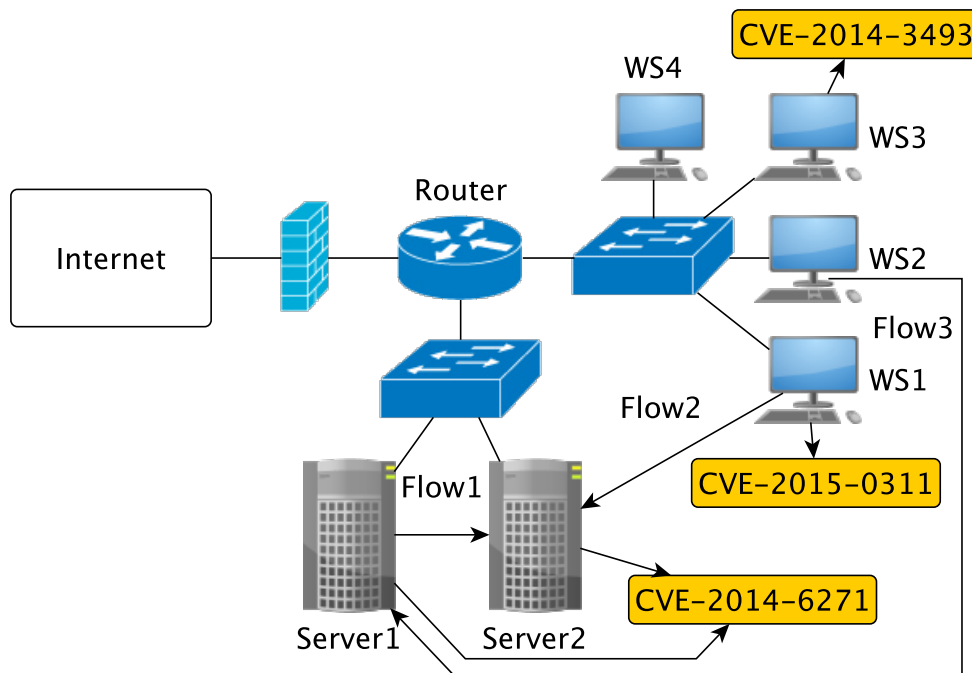 CVE-2014-3493
WS4
WS3
Router
Internet
WS2
Flow3
WS1
Flow2
CVE-2015-0311
Flow1
CVE-2014-6271
Server1
Server2